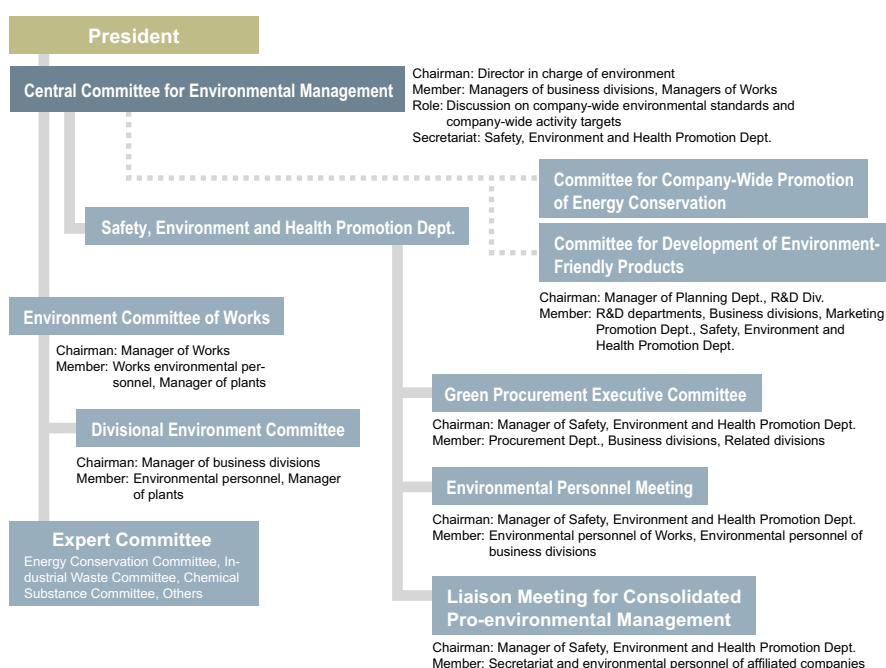 President
Central Committee for Environmental Management
Chairman: Director in charge of environment
Member: Managers of business divisions, Managers of Works
Role: Discussion on company-wide environmental standards and
company-wide activity targets
Secretariat: Safety, Environment and Health Promotion Dept.
Committee for Company-Wide Promotion
of Energy Conservation
Safety, Environment and Health Promotion Dept.
Committee for Development of Environment-
Friendly Products
Chairman: Manager of Planning Dept., R&D Div.
Member: R&D departments, Business divisions, Marketing
Promotion Dept., Safety, Environment and
Health Promotion Dept.
Environment Committee of Works
Chairman: Manager of Works
Member: Works environmental per-
sonnel, Manager of plants
Divisional Environment Committee
Chairman: Manager of business divisions
Member: Environmental personnel, Manager
of plants
Expert Committee
Energy Conservation Committee, In-
dustrial Waste Committee, Chemical
Substance Committee, Others
Green Procurement Executive Committee
Chairman: Manager of Safety, Environment and Health Promotion Dept.
Member: Procurement Dept., Business divisions, Related divisions
Environmental Personnel Meeting
Chairman: Manager of Safety, Environment and Health Promotion Dept.
Member: Environmental personnel of Works, Environmental personnel of
business divisions
Liaison Meeting for Consolidated
Pro-environmental Management
Chairman: Manager of Safety, Environment and Health Promotion Dept.
Member: Secretariat and environmental personnel of affiliated companies